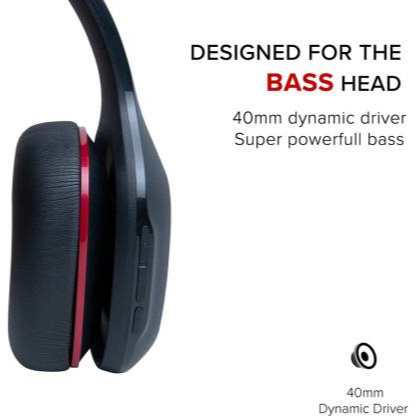 DESIGNED FOR THE
BASS HEAD
40mm dynamic driver
Super powerfull bass
40mm
Dynamic Driver